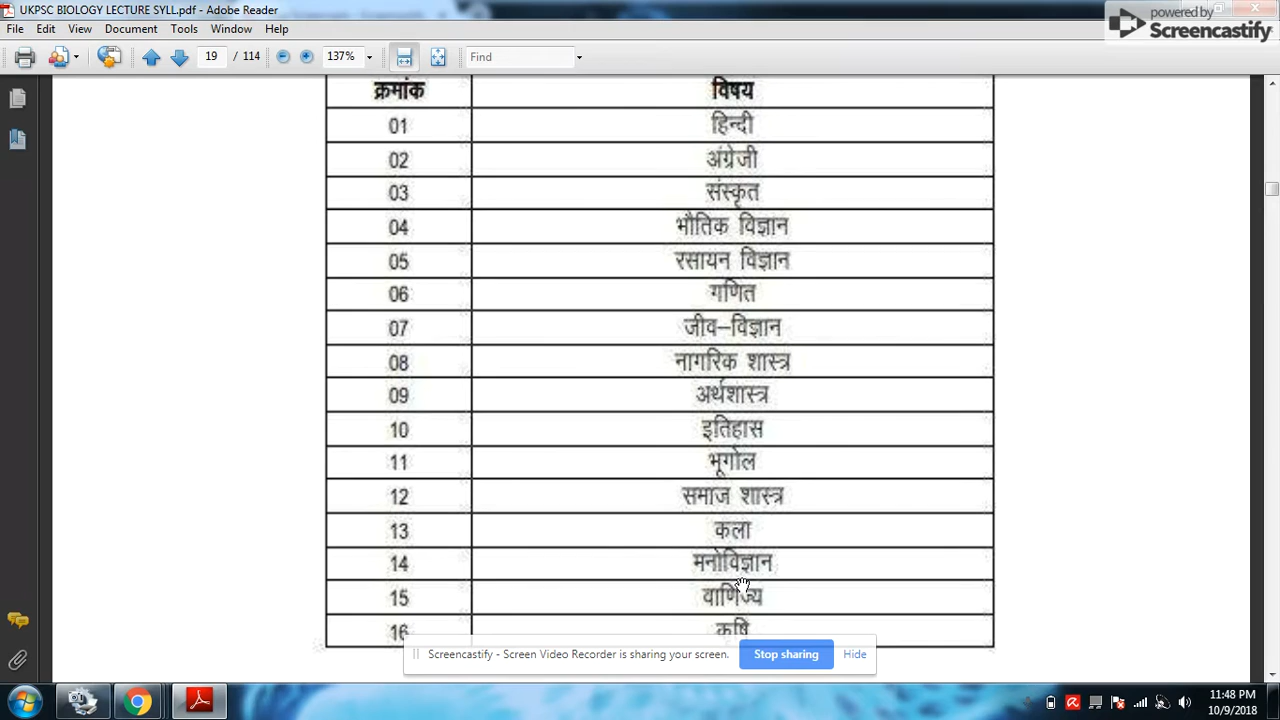 UKPSC BIOLOGY LECTURE SYLL.pdf - Adobe Reader
powered by
Screencastify
File Edit View Document Tools Window Help
19 / 114 137% Find
क्रमांक विषय
01 हिन्दी
02 अंग्रेजी
03 संस्कृत
04 भौतिक विज्ञान
05 रसायन विज्ञान
06 गणित
07 जीव–विज्ञान
08 नागरिक शास्त्र
09 अर्थशास्त्र
10 इतिहास
11 भूगोल
12 समाज शास्त्र
13 कला
14 मनोविज्ञान
15 वाणिज्य
16 कृषि
Screencastify - Screen Video Recorder is sharing your screen. Stop sharing Hide
11:48 PM
10/9/2018